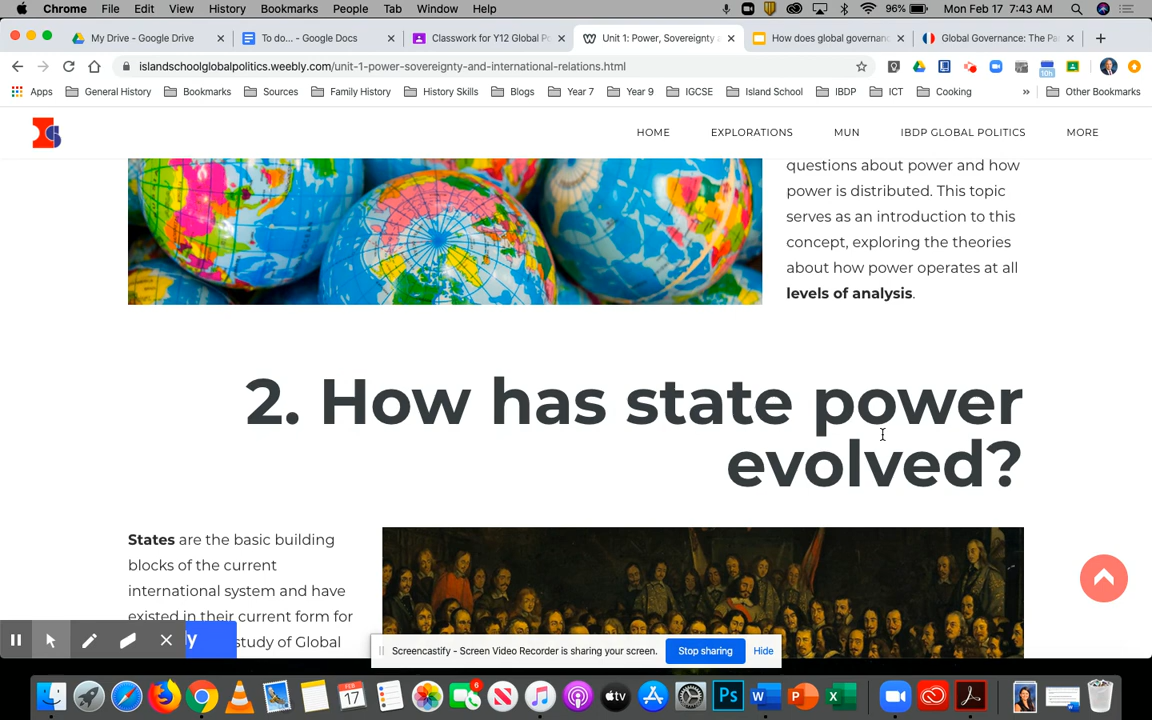 Chrome File Edit View History Bookmarks People Tab Window Help 96% Mon Feb 17 7:43 AM
My Drive - Google Drive To do... - Google Docs Classwork for Y12 Global P Unit 1: Power, Sovereignty How does global governanc Global Governance: The Pa
islandschoolglobalpolitics.weebly.com/unit-1-power-sovereignty-and-international-relations.html
10h
Apps General History Bookmarks Sources Family History History Skills Blogs Year 7 Year 9 IGCSE Island School IBDP ICT Cooking » Other Bookmarks
HOME EXPLORATIONS MUN IBDP GLOBAL POLITICS MORE
questions about power and how
power is distributed. This topic
serves as an introduction to this
concept, exploring the theories
about how power operates at all
levels of analysis.
2. How has state power
evolved?
States are the basic building
blocks of the current
international system and have
existed in their current form for
study of Global
Screencastify - Screen Video Recorder is sharing your screen. Stop sharing Hide
FEB
17
6
tv
Ps
W
P
X